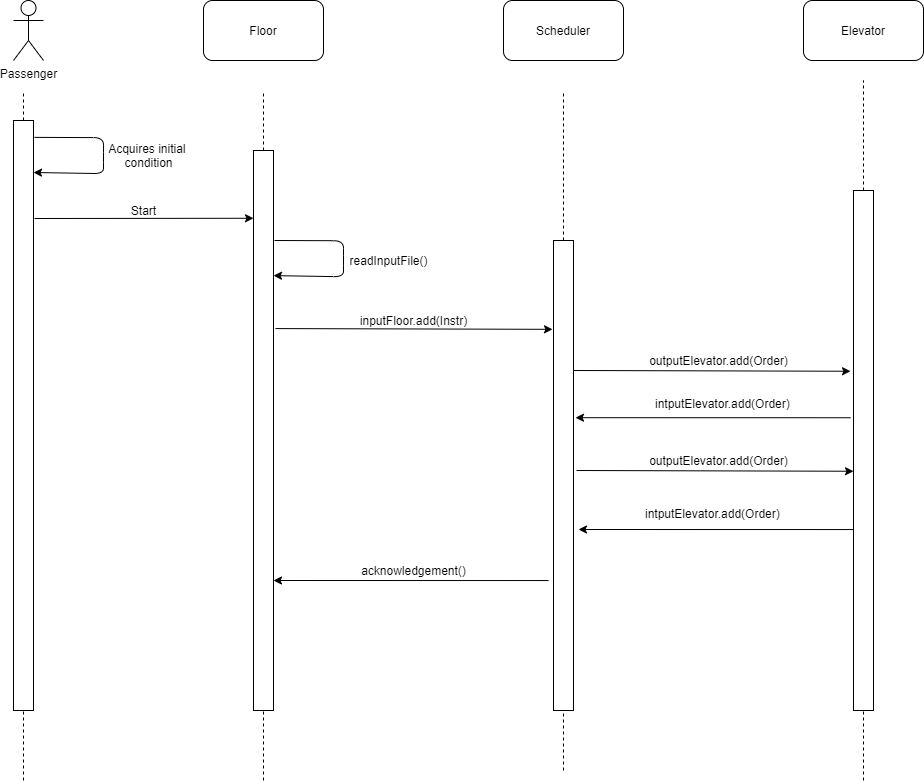 Passenger
Floor
Scheduler
Elevator
Acquires initial
condition
Start
readInputFile()
inputFloor.add(Instr)
outputElevator.add(Order)
intputElevator.add(Order)
outputElevator.add(Order)
intputElevator.add(Order)
acknowledgement()